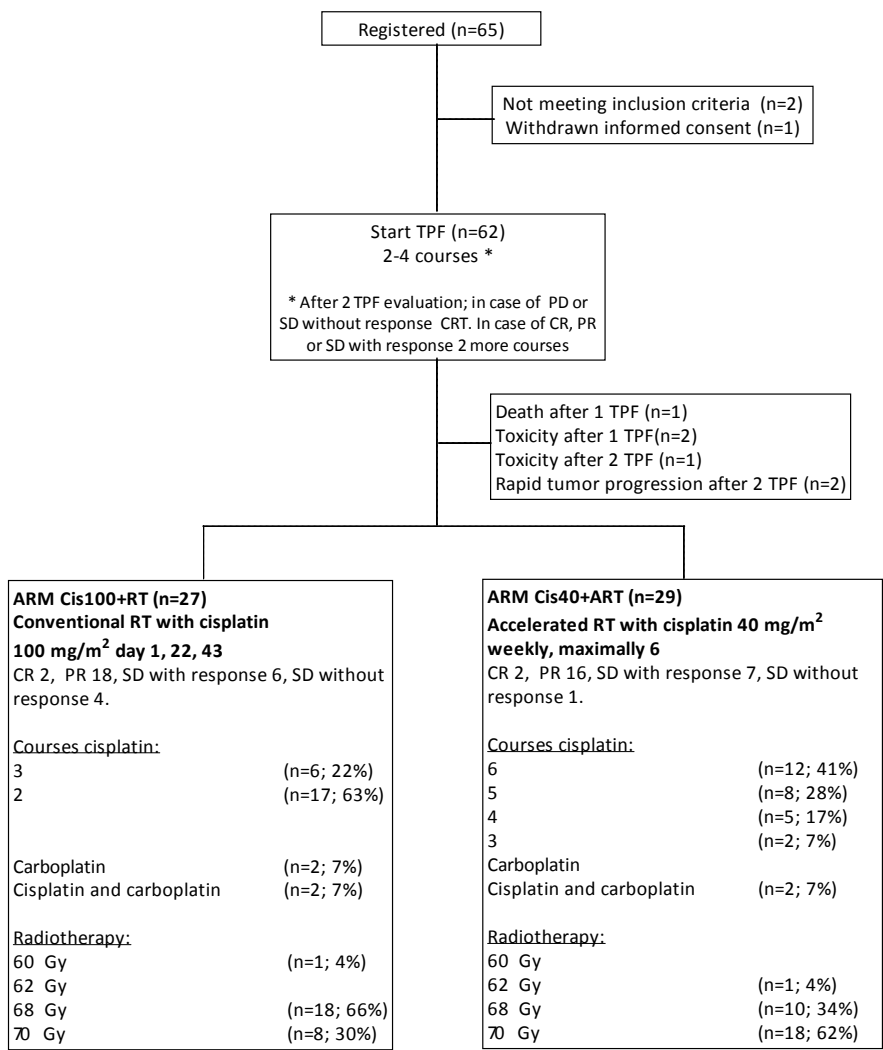 Registered (n=65)
Not meeting inclusion criteria (n=2)
Withdrawn informed consent (n=1)
Start TPF (n=62)
2-4 courses *
* After 2 TPF evaluation; in case of PD or
SD without response CRT. In case of CR, PR
or SD with response 2 more courses
Death after 1 TPF (n=1)
Toxicity after 1 TPF(n=2)
Toxicity after 2 TPF (n=1)
Rapid tumor progression after 2 TPF (n=2)
ARM Cis100+RT (n=27)
Conventional RT with cisplatin
100 mg/m² day 1, 22, 43
CR 2, PR 18, SD with response 6, SD without
response 4.
Courses cisplatin:
3 (n=6; 22%)
2 (n=17; 63%)
Carboplatin (n=2; 7%)
Cisplatin and carboplatin (n=2; 7%)
Radiotherapy:
60 Gy (n=1; 4%)
62 Gy
68 Gy (n=18; 66%)
70 Gy (n=8; 30%)
ARM Cis40+ART (n=29)
Accelerated RT with cisplatin 40 mg/m²
weekly, maximally 6
CR 2, PR 16, SD with response 7, SD without
response 1.
Courses cisplatin:
6 (n=12; 41%)
5 (n=8; 28%)
4 (n=5; 17%)
3 (n=2; 7%)
Carboplatin
Cisplatin and carboplatin (n=2; 7%)
Radiotherapy:
60 Gy
62 Gy (n=1; 4%)
68 Gy (n=10; 34%)
70 Gy (n=18; 62%)